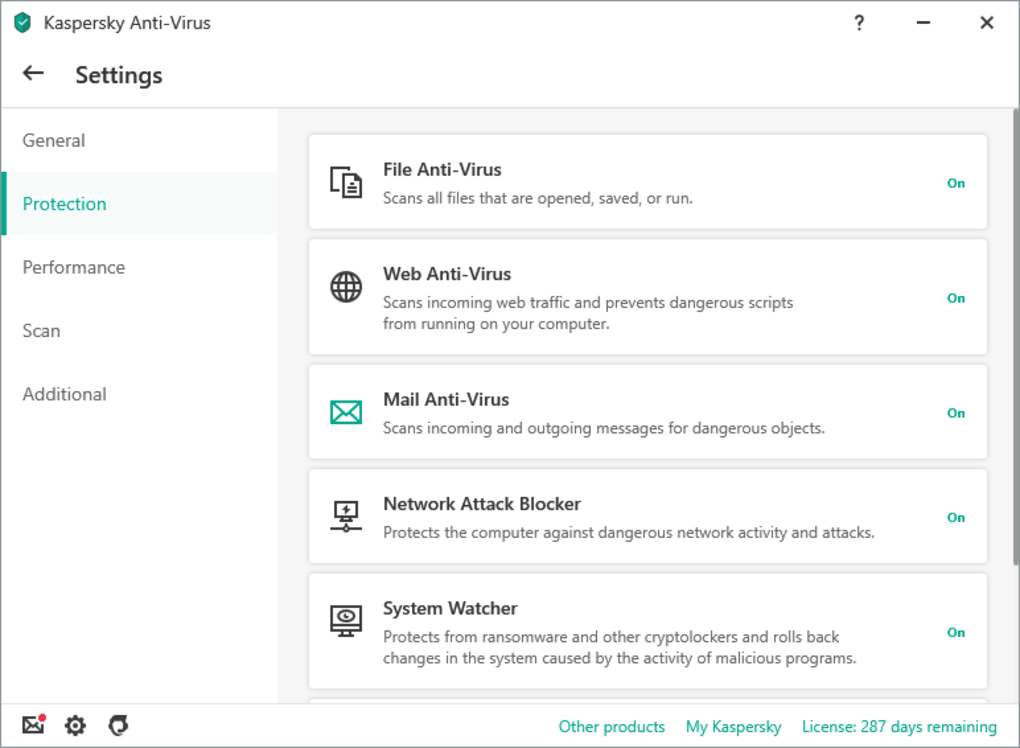 Kaspersky Anti-Virus
?
Settings
General
Protection
Performance
Scan
Additional
File Anti-Virus
Scans all files that are opened, saved, or run.
On
Web Anti-Virus
Scans incoming web traffic and prevents dangerous scripts
from running on your computer.
On
Mail Anti-Virus
Scans incoming and outgoing messages for dangerous objects.
On
Network Attack Blocker
Protects the computer against dangerous network activity and attacks.
On
System Watcher
Protects from ransomware and other cryptolockers and rolls back
changes in the system caused by the activity of malicious programs.
On
Other products
My Kaspersky
License: 287 days remaining